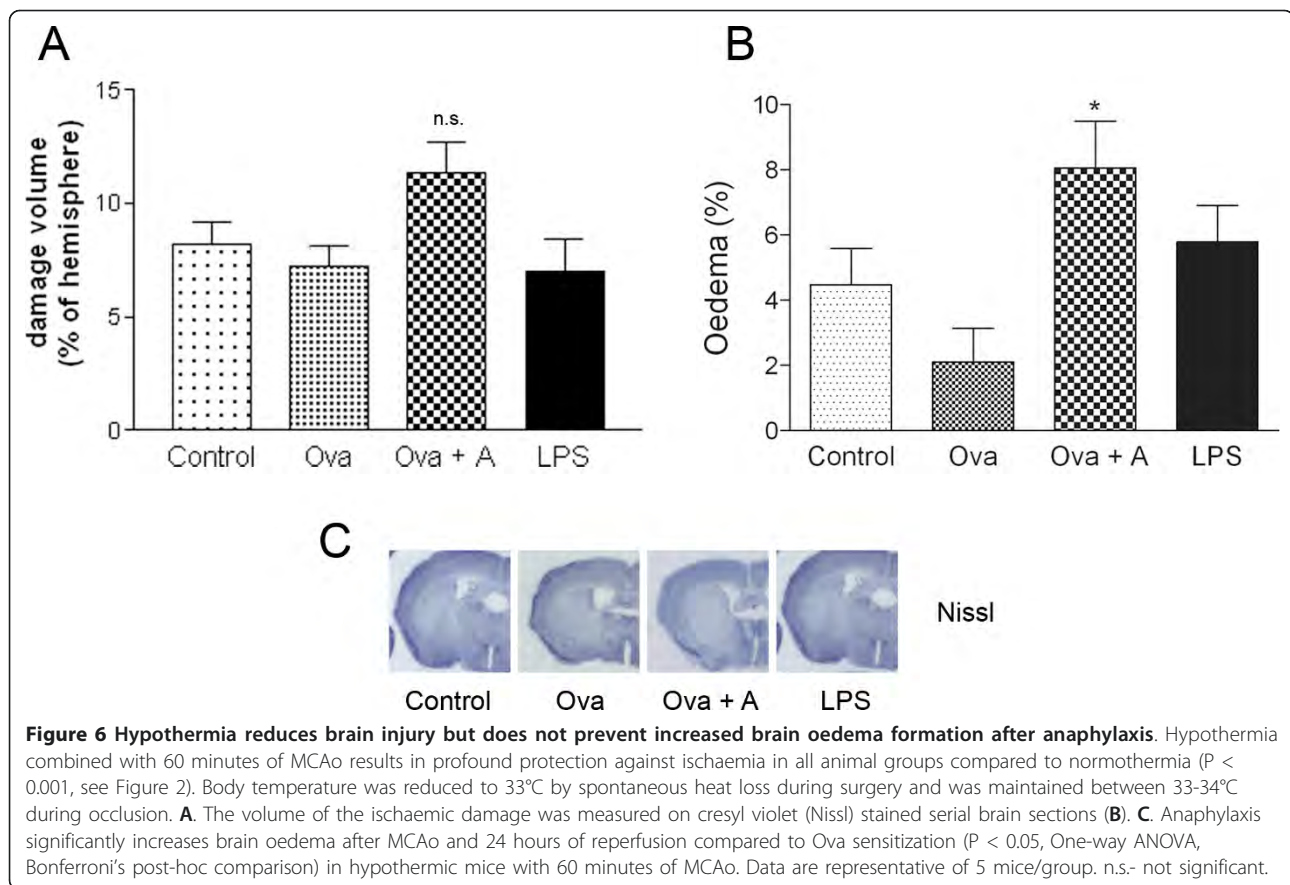 A
B
15
10
5
0
damage volume
(% of hemisphere)
n.s.
Control Ova Ova + A LPS
10
8
6
4
2
0
Oedema (%)
*
Control Ova Ova + A LPS
C
Nissl
Control Ova Ova + A LPS
Figure 6 Hypothermia reduces brain injury but does not prevent increased brain oedema formation after anaphylaxis. Hypothermia
combined with 60 minutes of MCAo results in profound protection against ischaemia in all animal groups compared to normothermia (P <
0.001, see Figure 2). Body temperature was reduced to 33°C by spontaneous heat loss during surgery and was maintained between 33-34°C
during occlusion. A. The volume of the ischaemic damage was measured on cresyl violet (Nissl) stained serial brain sections (B). C. Anaphylaxis
significantly increases brain oedema after MCAo and 24 hours of reperfusion compared to Ova sensitization (P < 0.05, One-way ANOVA,
Bonferroni's post-hoc comparison) in hypothermic mice with 60 minutes of MCAo. Data are representative of 5 mice/group. n.s.- not significant.